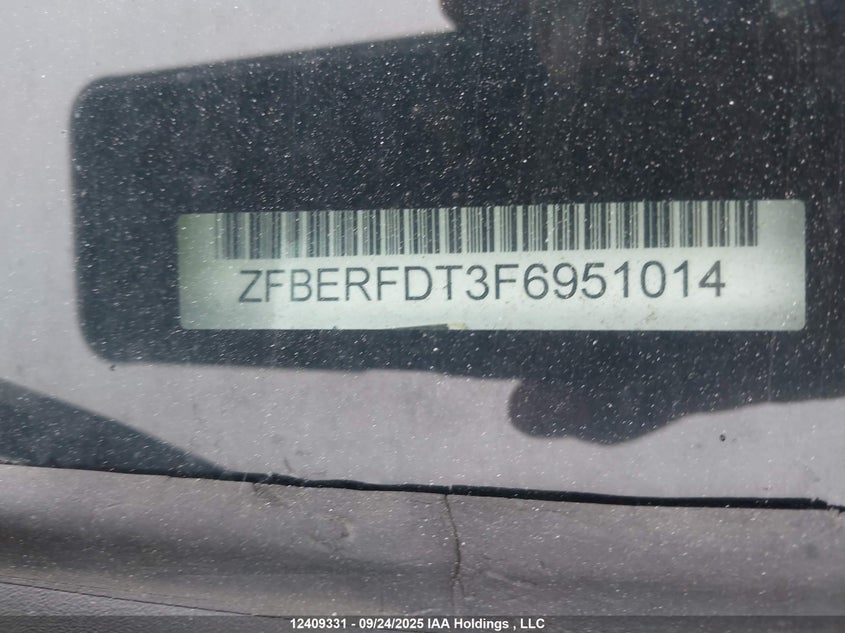 ZFBERFDT3F6951014
12409331 - 09/24/2025 IAA Holdings , LLC